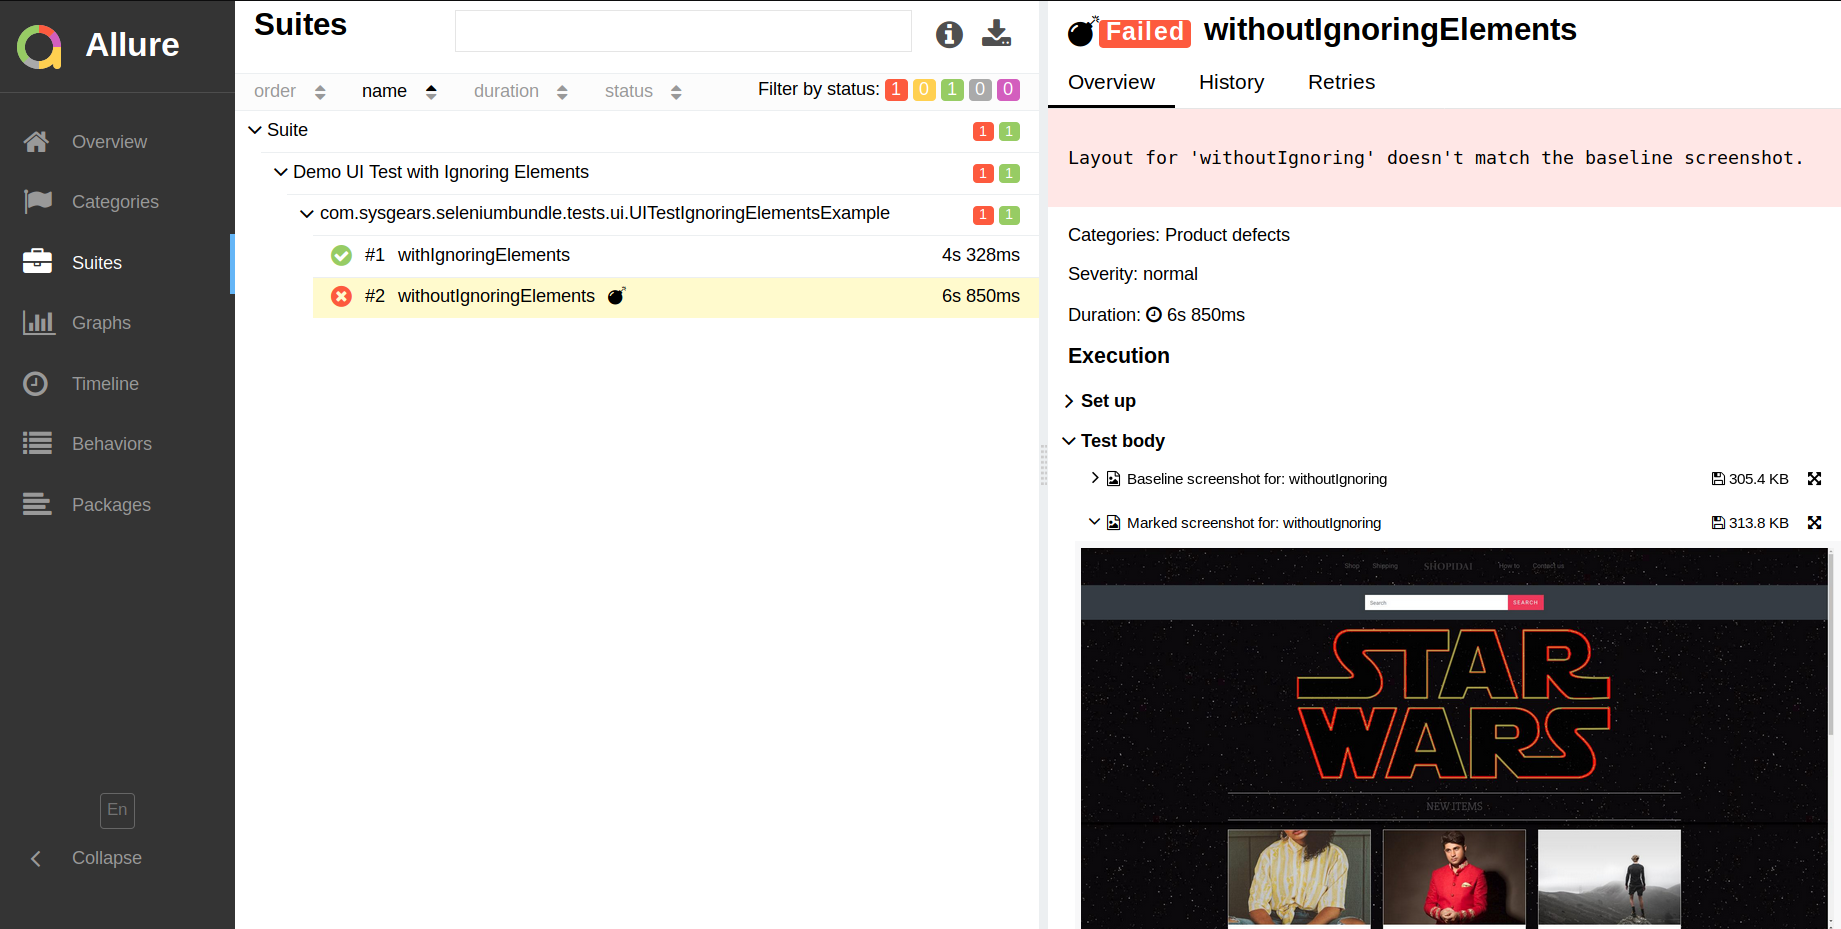 Allure
Overview
Categories
Suites
Graphs
Timeline
Behaviors
Packages
En
Collapse
Suites
order name duration status Filter by status: 1 0 1 0 0
Suite 1 1
Demo UI Test with Ignoring Elements 1 1
com.sysgears.seleniumbundle.tests.ui.UITestIgnoringElementsExample 1 1
#1 withIgnoringElements 4s 328ms
#2 withoutIgnoringElements 6s 850ms
Failed withoutIgnoringElements
Overview History Retries
Layout for 'withoutIgnoring' doesn't match the baseline screenshot.
Categories: Product defects
Severity: normal
Duration: 6s 850ms
Execution
Set up
Test body
Baseline screenshot for: withoutIgnoring 305.4 KB
Marked screenshot for: withoutIgnoring 313.8 KB
Shop Shipping SHOPIDAI How to Contact us
Search SEARCH
STAR
WARS
NEW ITEMS